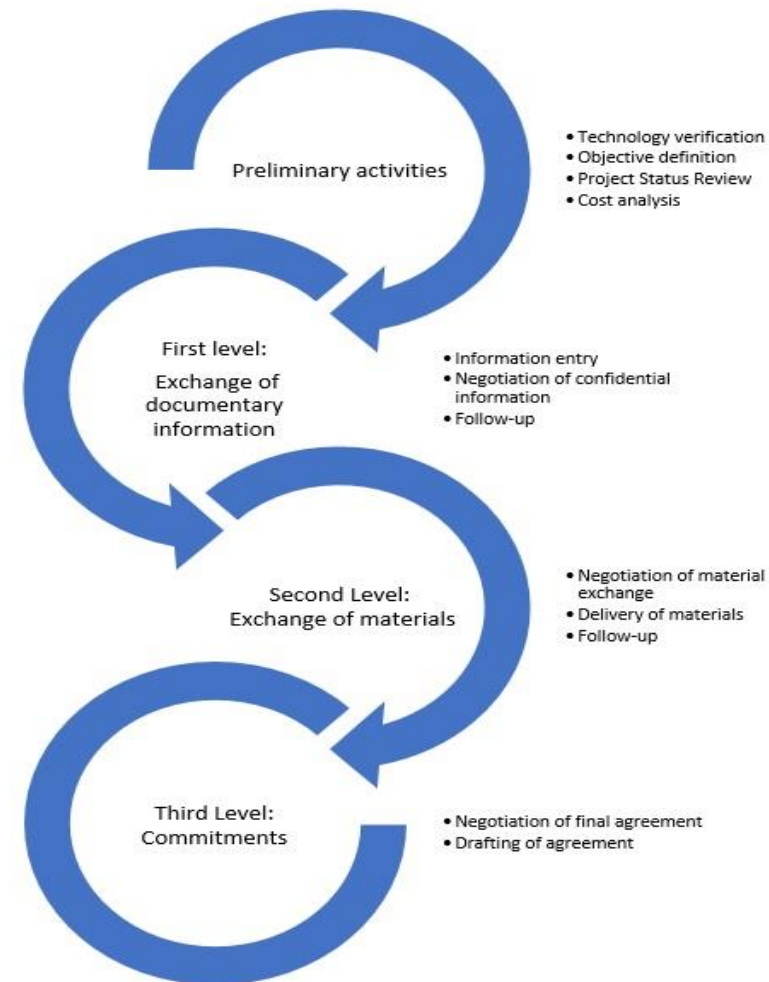 Preliminary activities
• Technology verification
• Objective definition
• Project Status Review
• Cost analysis
First level:
Exchange of
documentary
information
• Information entry
• Negotiation of confidential
information
• Follow-up
Second Level:
Exchange of materials
• Negotiation of material
exchange
• Delivery of materials
• Follow-up
Third Level:
Commitments
• Negotiation of final agreement
• Drafting of agreement